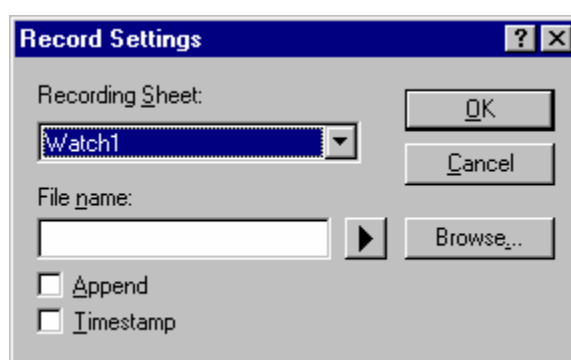 Record Settings
Recording Sheet:
OK
Watch1
Cancel
File name:
Browse...
Append
Timestamp